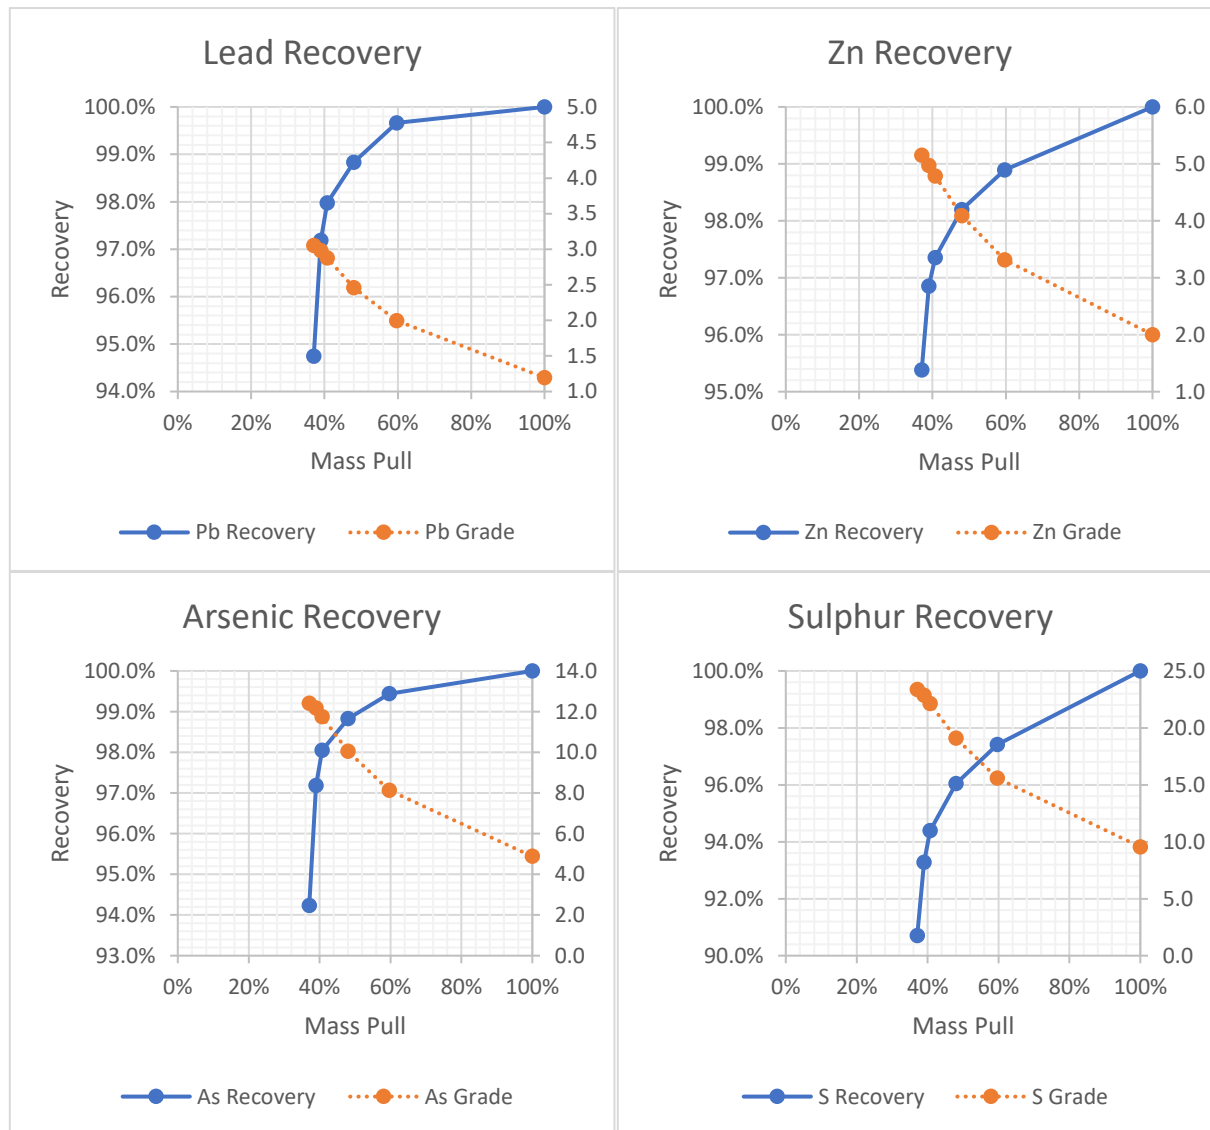 Lead Recovery
100.0%
99.0%
98.0%
97.0%
96.0%
95.0%
94.0%
Recovery
5.0
4.5
4.0
3.5
3.0
2.5
2.0
1.5
1.0
0% 20% 40% 60% 80% 100%
Mass Pull
Pb Recovery Pb Grade
Zn Recovery
100.0%
99.0%
98.0%
97.0%
96.0%
95.0%
Recovery
6.0
5.0
4.0
3.0
2.0
1.0
0% 20% 40% 60% 80% 100%
Mass Pull
Zn Recovery Zn Grade
Arsenic Recovery
100.0%
99.0%
98.0%
97.0%
96.0%
95.0%
94.0%
93.0%
Recovery
14.0
12.0
10.0
8.0
6.0
4.0
2.0
0.0
0% 20% 40% 60% 80% 100%
Mass Pull
As Recovery As Grade
Sulphur Recovery
100.0%
98.0%
96.0%
94.0%
92.0%
90.0%
Recovery
25.0
20.0
15.0
10.0
5.0
0.0
0% 20% 40% 60% 80% 100%
Mass Pull
S Recovery S Grade